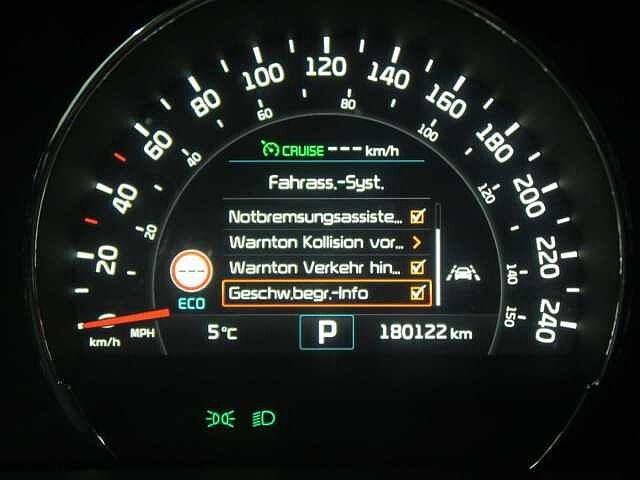 120
100
140
80
160
60
180
40
200
20
220
0
240
80
60
100
40
120
20
140
150
CRUISE --- km/h
Fahrass.-Syst.
Notbremsungsassiste...
Warnton Kollision vor...
Warnton Verkehr hin...
Geschw.begr.-Info
---
ECO
km/h
MPH
5°C
P
180122 km